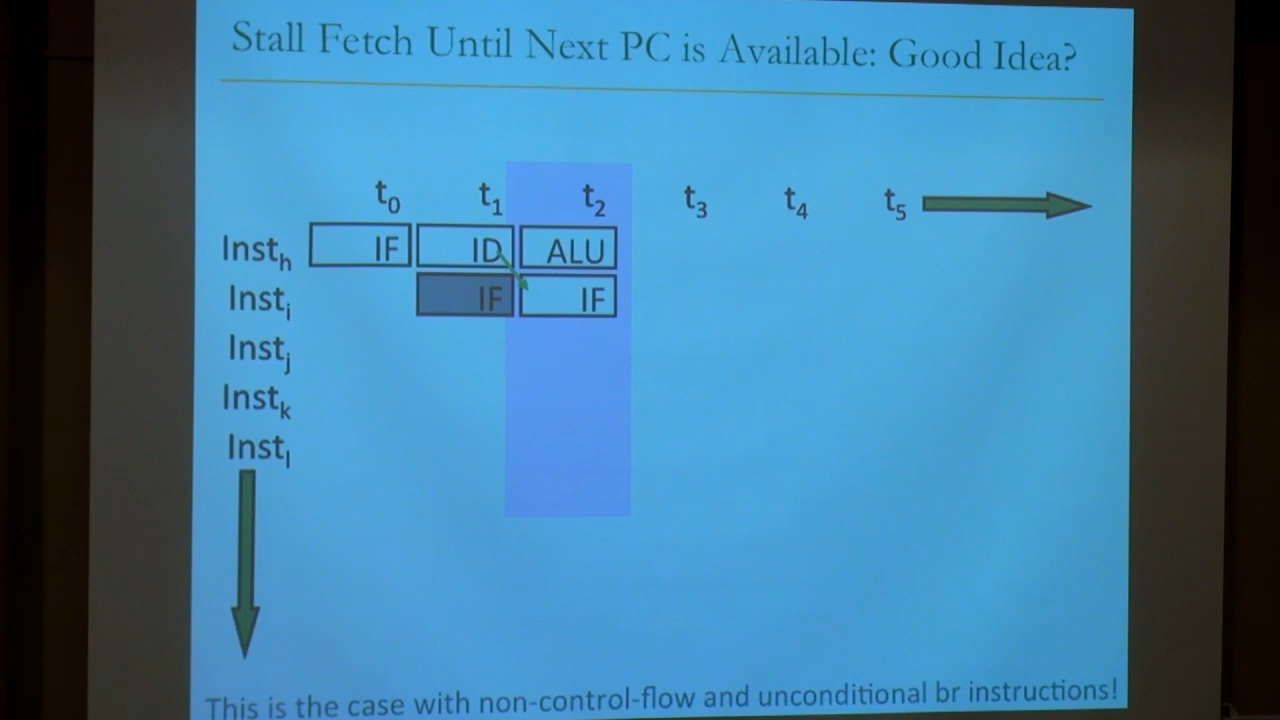 Stall Fetch Until Next PC is Available: Good Idea?
t0 t1 t2 t3 t4 t5
Insth IF ID ALU
Insti IF IF
Instj
Instk
Instl
This is the case with non-control-flow and unconditional br instructions!